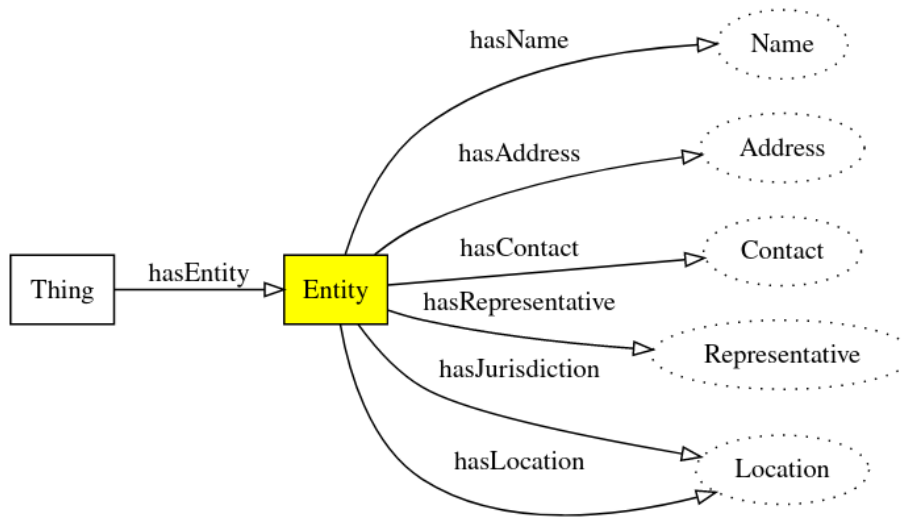 hasName
Name
hasAddress
Address
hasContact
Contact
Thing
hasEntity
Entity
hasRepresentative
Representative
hasJurisdiction
hasLocation
Location